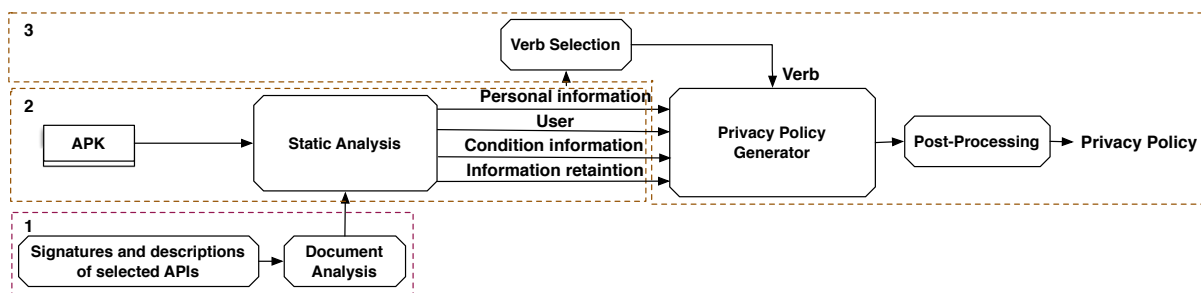 3
Verb Selection
Verb
2
APK
Static Analysis
Personal information
User
Condition information
Information retaintion
Privacy Policy
Generator
Post-Processing
Privacy Policy
1
Signatures and descriptions
of selected APIs
Document
Analysis